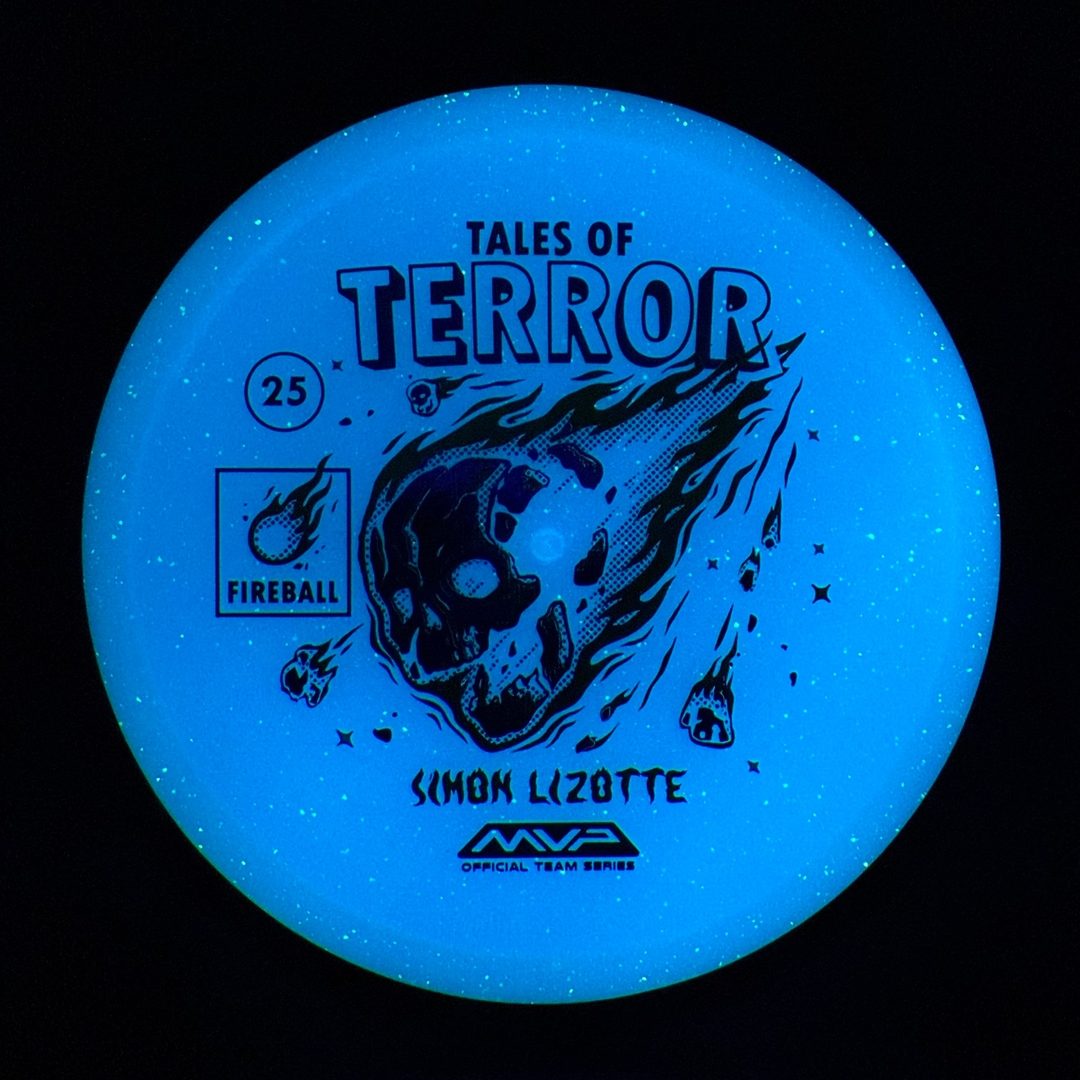 TALES OF
TERROR
25
FIREBALL
SIMON LIZOTTE
MVP
OFFICIAL TEAM SERIES